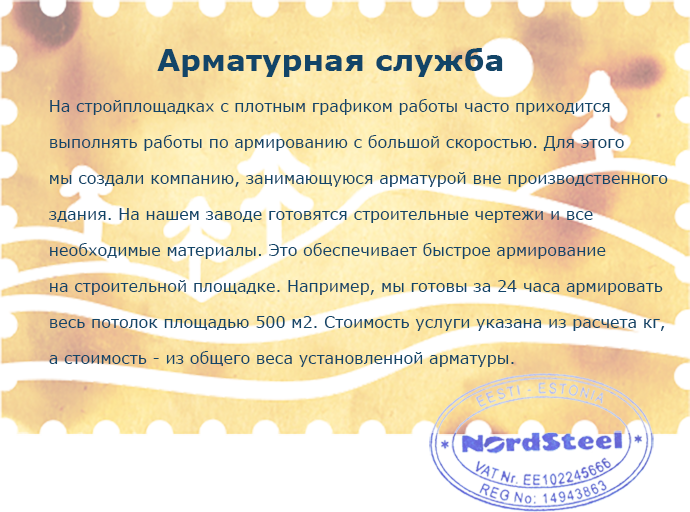 Арматурная служба
На стройплощадках с плотным графиком работы часто приходится
выполнять работы по армированию с большой скоростью. Для этого
мы создали компанию, занимающуюся арматурой вне производственного
здания. На нашем заводе готовятся строительные чертежи и все
необходимые материалы. Это обеспечивает быстрое армирование
на строительной площадке. Например, мы готовы за 24 часа армировать
весь потолок площадью 500 м2. Стоимость услуги указана из расчета кг,
а стоимость - из общего веса установленной арматуры.
EESTI - ESTONIA
* NordSteel *
VAT Nr. EE102245666
REG No: 14943863